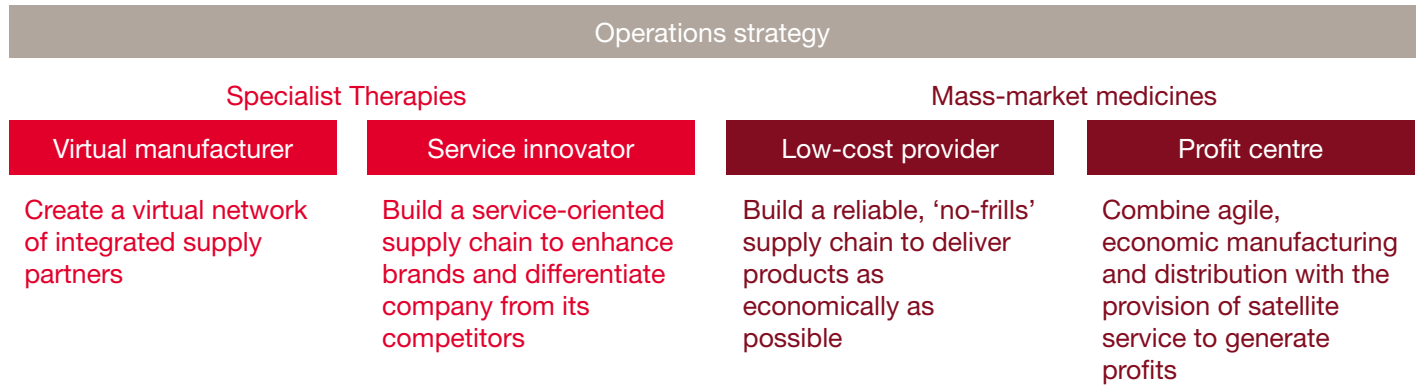 Operations strategy
Specialist Therapies
Mass-market medicines
Virtual manufacturer
Create a virtual network
of integrated supply
partners
Service innovator
Build a service-oriented
supply chain to enhance
brands and differentiate
company from its
competitors
Low-cost provider
Build a reliable, ‘no-frills’
supply chain to deliver
products as
economically as
possible
Profit centre
Combine agile,
economic manufacturing
and distribution with the
provision of satellite
service to generate
profits